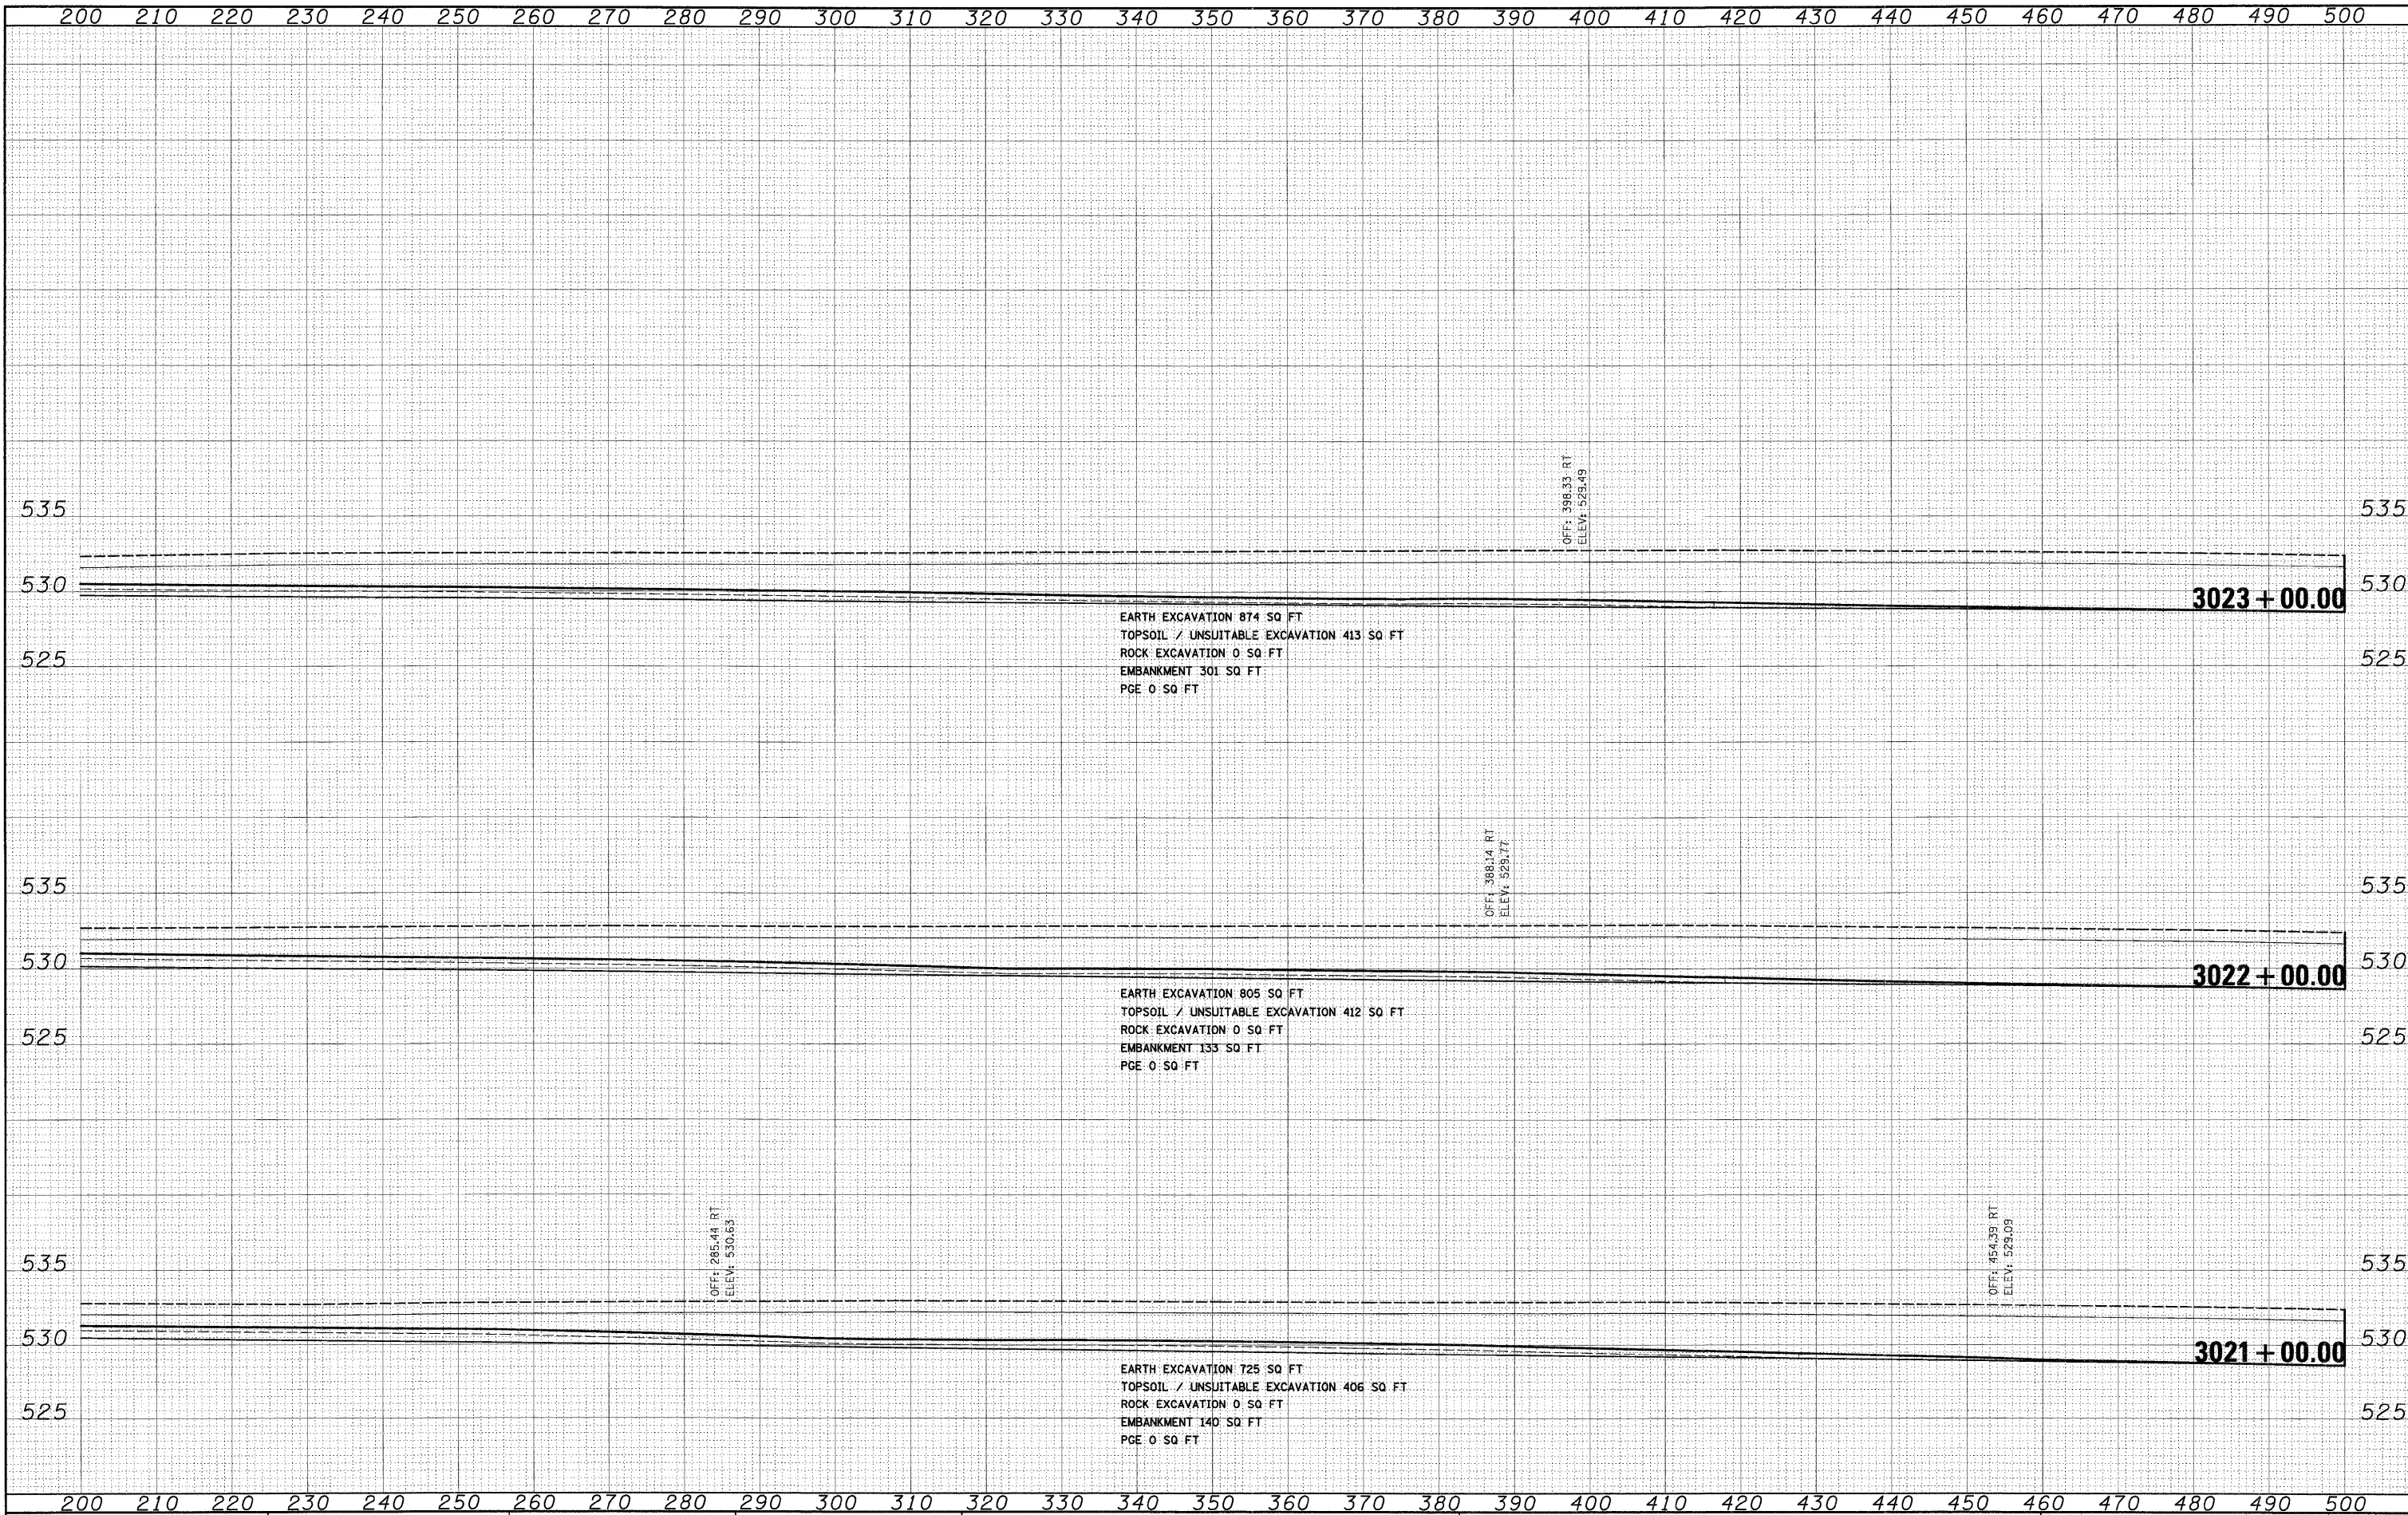 200 210 220 230 240 250 260 270 280 290 300 310 320 330 340 350 360 370 380 390 400 410 420 430 440 450 460 470 480 490 500
OFF: 398.33 RT
ELEV: 529.49
535 535
530 530
3023 + 00.00
EARTH EXCAVATION 874 SQ FT
TOPSOIL / UNSUITABLE EXCAVATION 413 SQ FT
ROCK EXCAVATION 0 SQ FT
525 525
EMBANKMENT 301 SQ FT
PGE 0 SQ FT
OFF: 388.14 RT
ELEV: 529.77
535 535
530 530
3022 + 00.00
EARTH EXCAVATION 805 SQ FT
TOPSOIL / UNSUITABLE EXCAVATION 412 SQ FT
ROCK EXCAVATION 0 SQ FT
525 525
EMBANKMENT 133 SQ FT
PGE 0 SQ FT
OFF: 285.44 RT
ELEV: 530.63
OFF: 454.39 RT
ELEV: 529.09
535 535
530 530
3021 + 00.00
EARTH EXCAVATION 725 SQ FT
TOPSOIL / UNSUITABLE EXCAVATION 406 SQ FT
ROCK EXCAVATION 0 SQ FT
525 525
EMBANKMENT 140 SQ FT
PGE 0 SQ FT
200 210 220 230 240 250 260 270 280 290 300 310 320 330 340 350 360 370 380 390 400 410 420 430 440 450 460 470 480 490 500